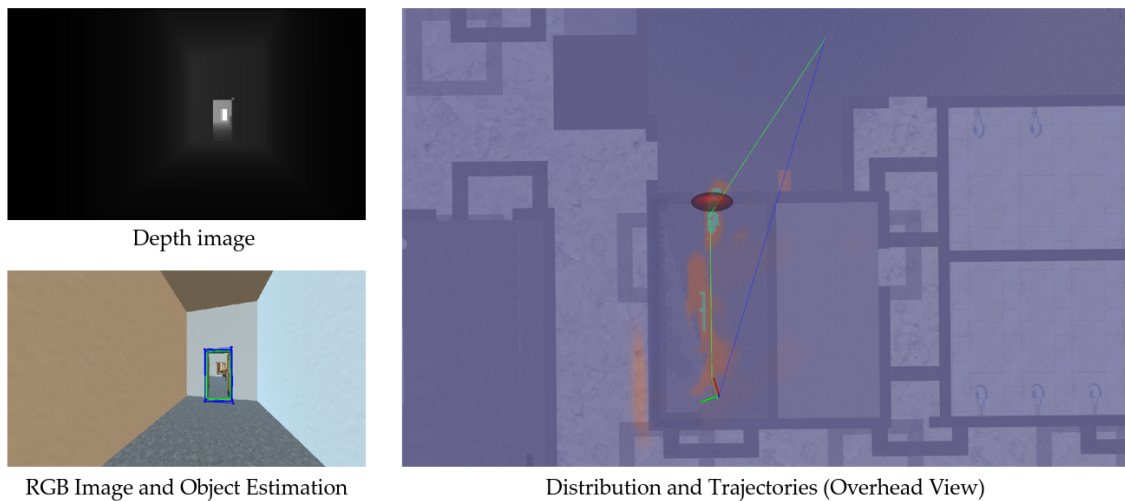 Depth image
RGB Image and Object Estimation
Distribution and Trajectories (Overhead View)